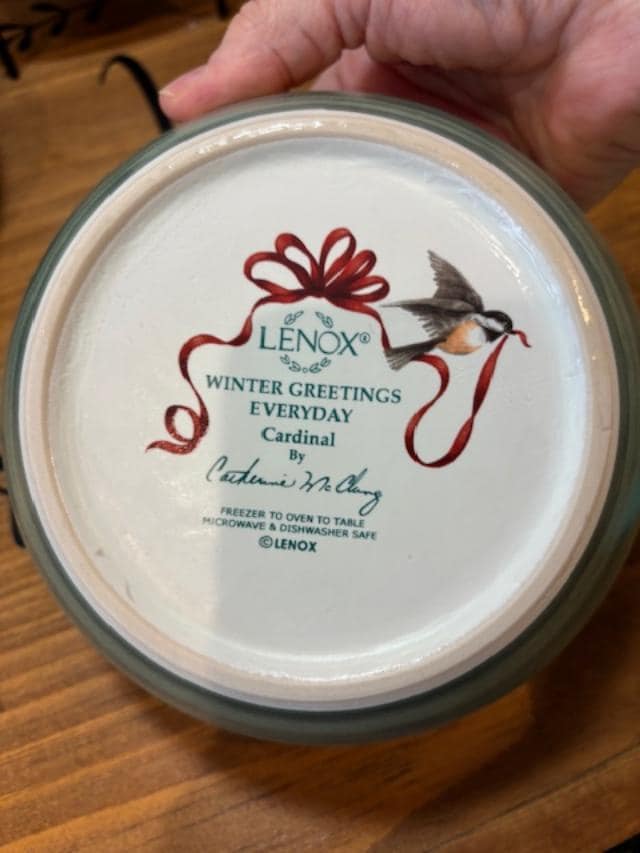 LENOX®
WINTER GREETINGS
EVERYDAY
Cardinal
By
Catherine McClung
FREEZER TO OVEN TO TABLE
MICROWAVE & DISHWASHER SAFE
©LENOX